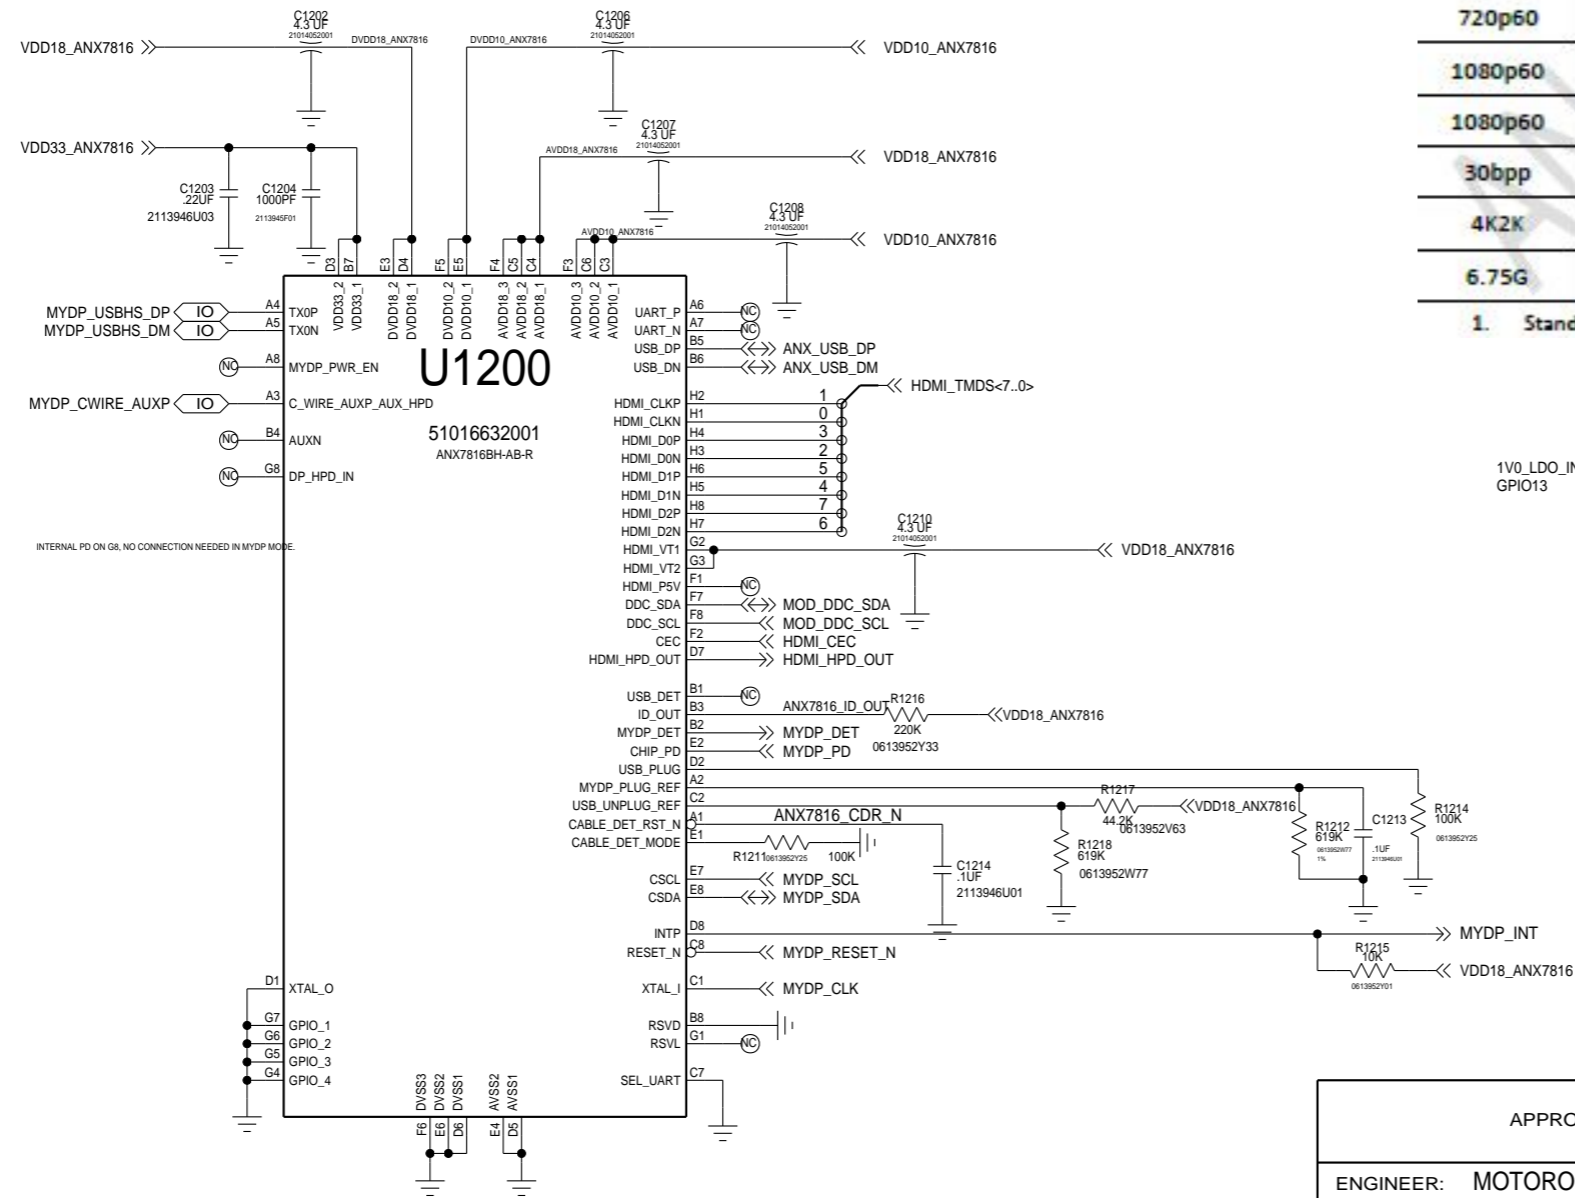 C1202
4.3 UF
21014052001
VDD18_ANX7816
DVDD18_ANX7816
DVDD10_ANX7816
C1206
4.3 UF
21014052001
VDD10_ANX7816
VDD33_ANX7816
C1203
.22UF
2113946U03
C1204
1000PF
2113945F01
C1207
4.3 UF
21014052001
AVDD18_ANX7816
VDD18_ANX7816
C1208
4.3 UF
21014052001
AVDD10_ANX7816
VDD10_ANX7816
D3 B7 E3 D4 F5 E5 F4 C5 C4 F3 C6 C3
VDD33_2
VDD33_1
DVDD18_2
DVDD18_1
DVDD10_2
DVDD10_1
AVDD18_3
AVDD18_2
AVDD18_1
AVDD10_3
AVDD10_2
AVDD10_1
MYDP_USBHS_DP IO A4 TX0P
MYDP_USBHS_DM IO A5 TX0N
NC A8 MYDP_PWR_EN
MYDP_CWIRE_AUXP IO A3 C_WIRE_AUXP_AUX_HPD
NC B4 AUXN
NC G8 DP_HPD_IN
INTERNAL PD ON G8, NO CONNECTION NEEDED IN MYDP MODE.
U1200
51016632001
ANX7816BH-AB-R
UART_P A6 NC
UART_N A7 NC
USB_DP B5 ANX_USB_DP
USB_DN B6 ANX_USB_DM
HDMI_TMDS<7..0>
HDMI_CLKP H2 1
HDMI_CLKN H1 0
HDMI_D0P H4 3
HDMI_D0N H3 2
HDMI_D1P H6 5
HDMI_D1N H5 4
HDMI_D2P H8 7
HDMI_D2N H7 6
C1210
4.3 UF
21014052001
HDMI_VT1 G2 VDD18_ANX7816
HDMI_VT2 G3
HDMI_P5V F1 NC
DDC_SDA F7 MOD_DDC_SDA
DDC_SCL F8 MOD_DDC_SCL
CEC F2 HDMI_CEC
HDMI_HPD_OUT D7 HDMI_HPD_OUT
USB_DET B1 NC
ID_OUT B3 ANX7816_ID_OUT
R1216
220K
0613952Y33
VDD18_ANX7816
MYDP_DET B2 MYDP_DET
CHIP_PD E2 MYDP_PD
USB_PLUG D2
MYDP_PLUG_REF A2
USB_UNPLUG_REF C2
R1217
44.2K
0613952V63
VDD18_ANX7816
CABLE_DET_RST_N A1 ANX7816_CDR_N
CABLE_DET_MODE E1
R1211
0613952Y25
100K
C1214
.1UF
2113946U01
R1218
619K
0613952W77
R1212
619K
0613952W77
1%
C1213
.1UF
2113946U01
R1214
100K
0613952Y25
CSCL E7 MYDP_SCL
CSDA E8 MYDP_SDA
INTP D8 MYDP_INT
RESET_N C8 MYDP_RESET_N
R1215
10K
0613952Y01
VDD18_ANX7816
XTAL_I C1 MYDP_CLK
RSVD B8
RSVL G1 NC
SEL_UART C7
D1 XTAL_O
G7 GPIO_1
G6 GPIO_2
G5 GPIO_3
G4 GPIO_4
DVSS3
DVSS2
DVSS1
AVSS2
AVSS1
F6 E6 D6 E4 D5
720p60
1080p60
1080p60
30bpp
4K2K
6.75G
1. Stand
1V0_LDO_IN
GPIO13
APPRO
ENGINEER: MOTORO